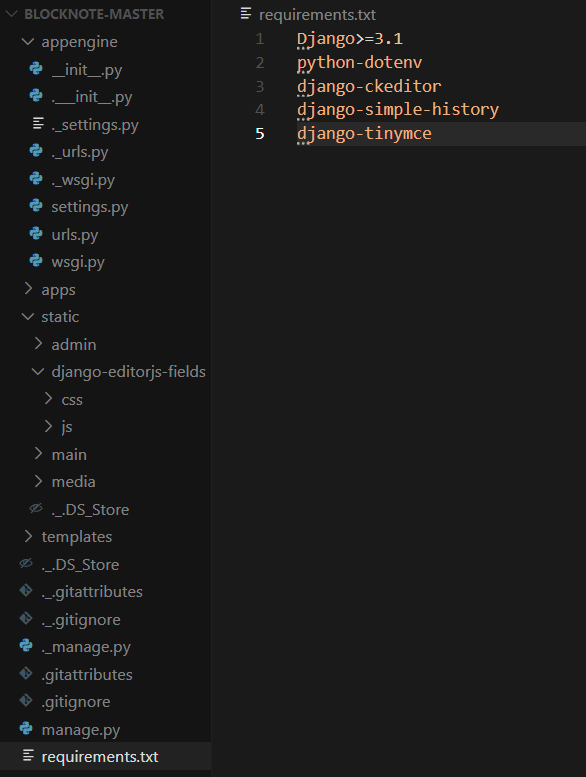 BLOCKNOTE-MASTER
appengine
__init__.py
.___init__.py
._settings.py
._urls.py
._wsgi.py
settings.py
urls.py
wsgi.py
apps
static
admin
django-editorjs-fields
css
js
main
media
._.DS_Store
templates
._.DS_Store
._.gitattributes
._.gitignore
._manage.py
.gitattributes
.gitignore
manage.py
requirements.txt
requirements.txt
1 Django>=3.1
2 python-dotenv
3 django-ckeditor
4 django-simple-history
5 django-tinymce